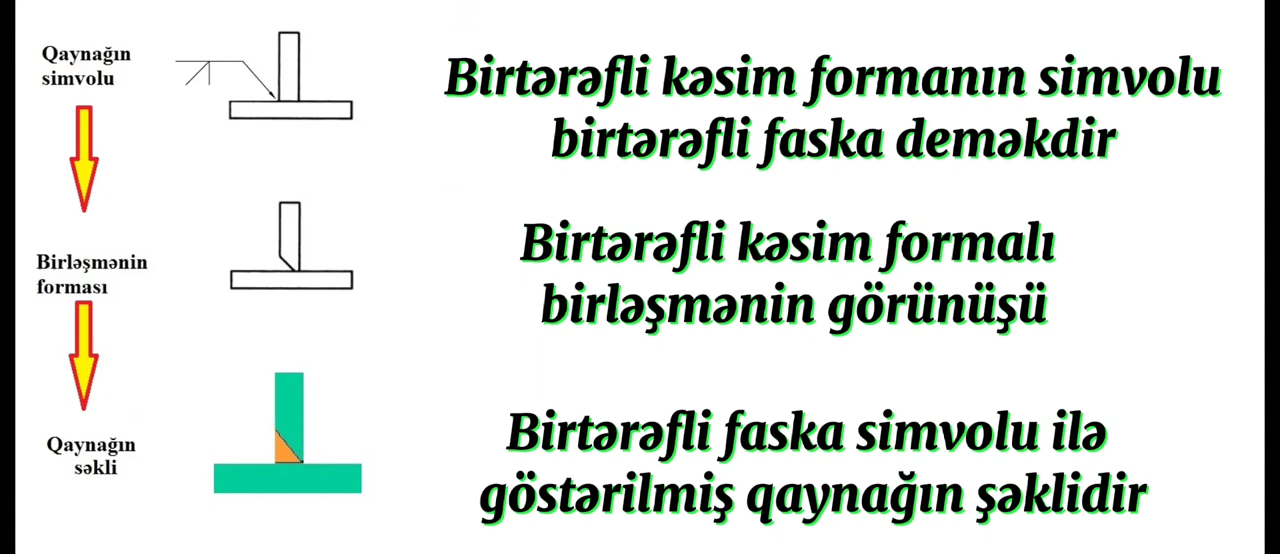 Qaynağın
simvolu
Birtərəfli kəsim formanın simvolu
birtərəfli faska deməkdir
Birləşmənin
forması
Birtərəfli kəsim formalı
birləşmənin görünüşü
Qaynağın
səkli
Birtərəfli faska simvolu ilə
göstərilmiş qaynağın şəklidir